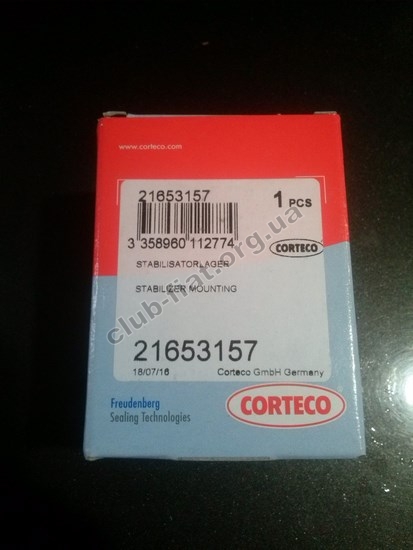 www.corteco.com
21653157
1 PCS
3 358960 112774
CORTECO
STABILISATORLAGER
STABILIZER MOUNTING
21653157
18/07/16 Corteco GmbH Germany
Freudenberg
Sealing Technologies
CORTECO
club-fiat.org.ua